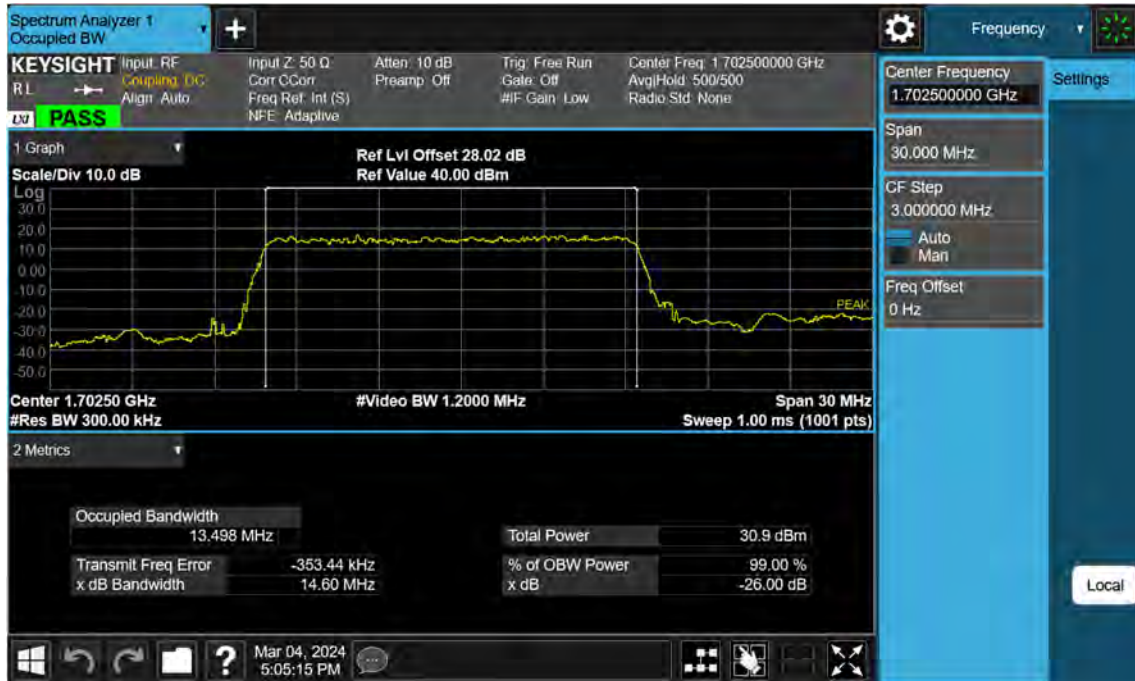 Spectrum Analyzer 1
Occupied BW
+
Frequency
KEYSIGHT
RL
LXI PASS
Input: RF
Coupling: DC
Align: Auto
Input Z: 50 Ω
Corr CCorr
Freq Ref: Int (S)
NFE: Adaptive
Atten: 10 dB
Preamp: Off
Trig: Free Run
Gate: Off
#IF Gain: Low
Center Freq: 1.702500000 GHz
Avg|Hold: 500/500
Radio Std: None
Center Frequency
1.702500000 GHz
Settings
Span
30.000 MHz
CF Step
3.000000 MHz
Auto
Man
Freq Offset
0 Hz
1 Graph
Scale/Div 10.0 dB
Ref Lvl Offset 28.02 dB
Ref Value 40.00 dBm
Log
30.0
20.0
10.0
0.00
-10.0
-20.0
-30.0
-40.0
-50.0
PEAK
Center 1.70250 GHz
#Video BW 1.2000 MHz
Span 30 MHz
#Res BW 300.00 kHz
Sweep 1.00 ms (1001 pts)
2 Metrics
Occupied Bandwidth
13.498 MHz
Total Power 30.9 dBm
Transmit Freq Error -353.44 kHz
% of OBW Power 99.00 %
x dB Bandwidth 14.60 MHz
x dB -26.00 dB
Local
?
Mar 04, 2024
5:05:15 PM